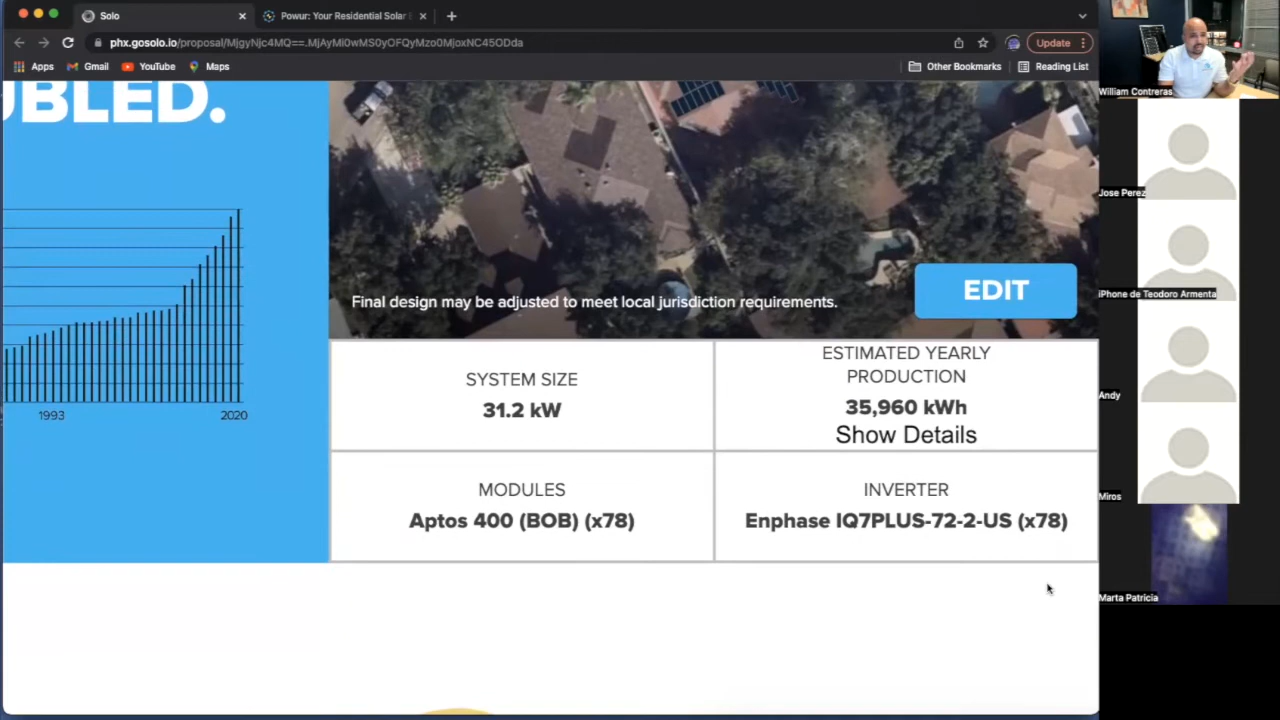 Solo
Powur: Your Residential Solar
phx.gosolo.io/proposal/MjgyNjc4MQ==.MjAyMi0wMS0yOFQyMzo0MjoxNC45ODda
Update
Apps
Gmail
YouTube
Maps
Other Bookmarks
Reading List
UBLED.
1993
2020
Final design may be adjusted to meet local jurisdiction requirements.
EDIT
SYSTEM SIZE
31.2 kW
ESTIMATED YEARLY
PRODUCTION
35,960 kWh
Show Details
MODULES
Aptos 400 (BOB) (x78)
INVERTER
Enphase IQ7PLUS-72-2-US (x78)
William Contreras
Jose Perez
iPhone de Teodoro Armenta
Andy
Miros
Marta Patricia